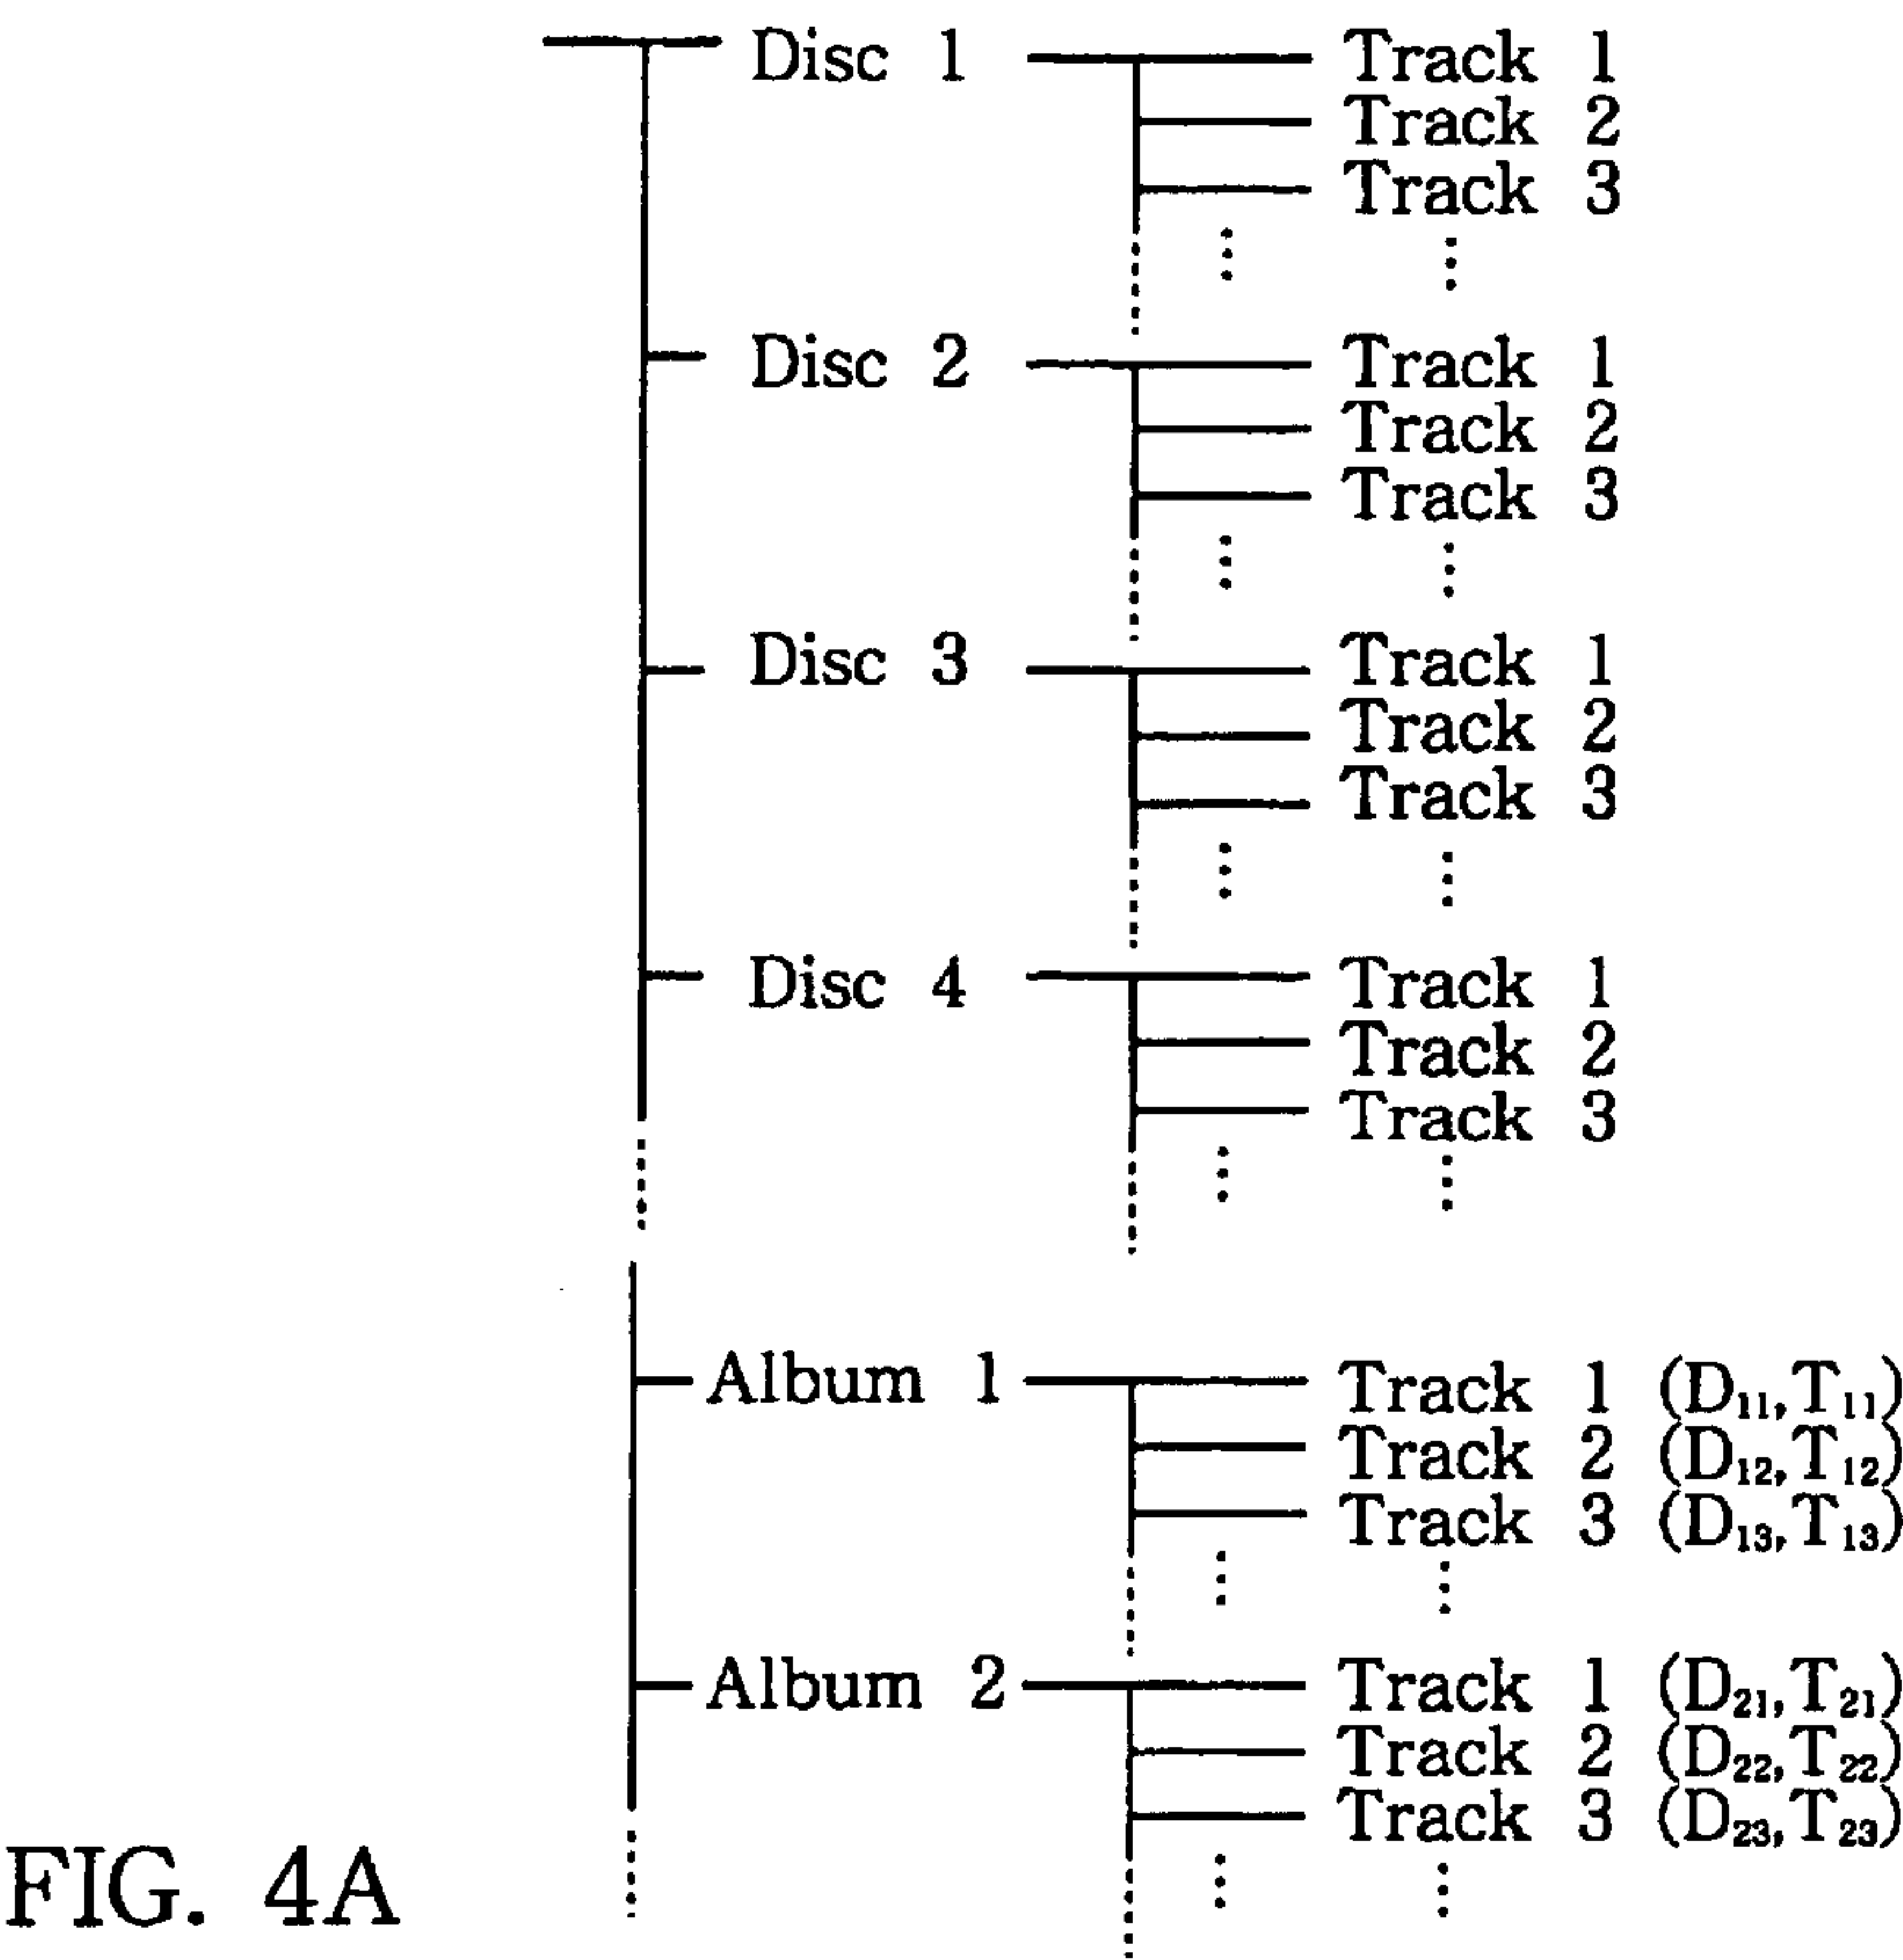 Disc 1 Track 1
Track 2
Track 3
Disc 2 Track 1
Track 2
Track 3
Disc 3 Track 1
Track 2
Track 3
Disc 4 Track 1
Track 2
Track 3
Album 1 Track 1 (D₁₁,T₁₁)
Track 2 (D₁₂,T₁₂)
Track 3 (D₁₃,T₁₃)
Album 2 Track 1 (D₂₁,T₂₁)
Track 2 (D₂₂,T₂₂)
Track 3 (D₂₃,T₂₃)
FIG. 4A